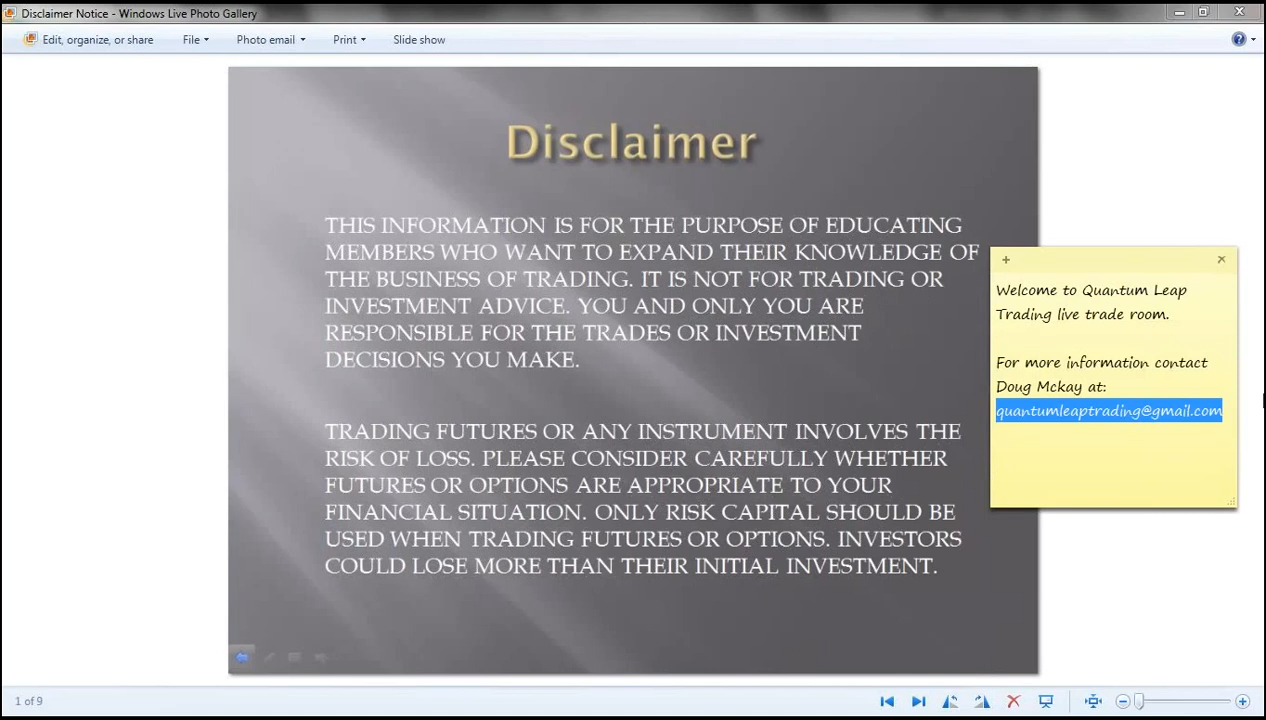 Disclaimer Notice - Windows Live Photo Gallery
Edit, organize, or share File Photo email Print Slide show
Disclaimer
THIS INFORMATION IS FOR THE PURPOSE OF EDUCATING
MEMBERS WHO WANT TO EXPAND THEIR KNOWLEDGE OF
THE BUSINESS OF TRADING. IT IS NOT FOR TRADING OR
INVESTMENT ADVICE. YOU AND ONLY YOU ARE
RESPONSIBLE FOR THE TRADES OR INVESTMENT
DECISIONS YOU MAKE.
TRADING FUTURES OR ANY INSTRUMENT INVOLVES THE
RISK OF LOSS. PLEASE CONSIDER CAREFULLY WHETHER
FUTURES OR OPTIONS ARE APPROPRIATE TO YOUR
FINANCIAL SITUATION. ONLY RISK CAPITAL SHOULD BE
USED WHEN TRADING FUTURES OR OPTIONS. INVESTORS
COULD LOSE MORE THAN THEIR INITIAL INVESTMENT.
Welcome to Quantum Leap
Trading live trade room.
For more information contact
Doug Mckay at:
quantumleaptrading@gmail.com
1 of 9